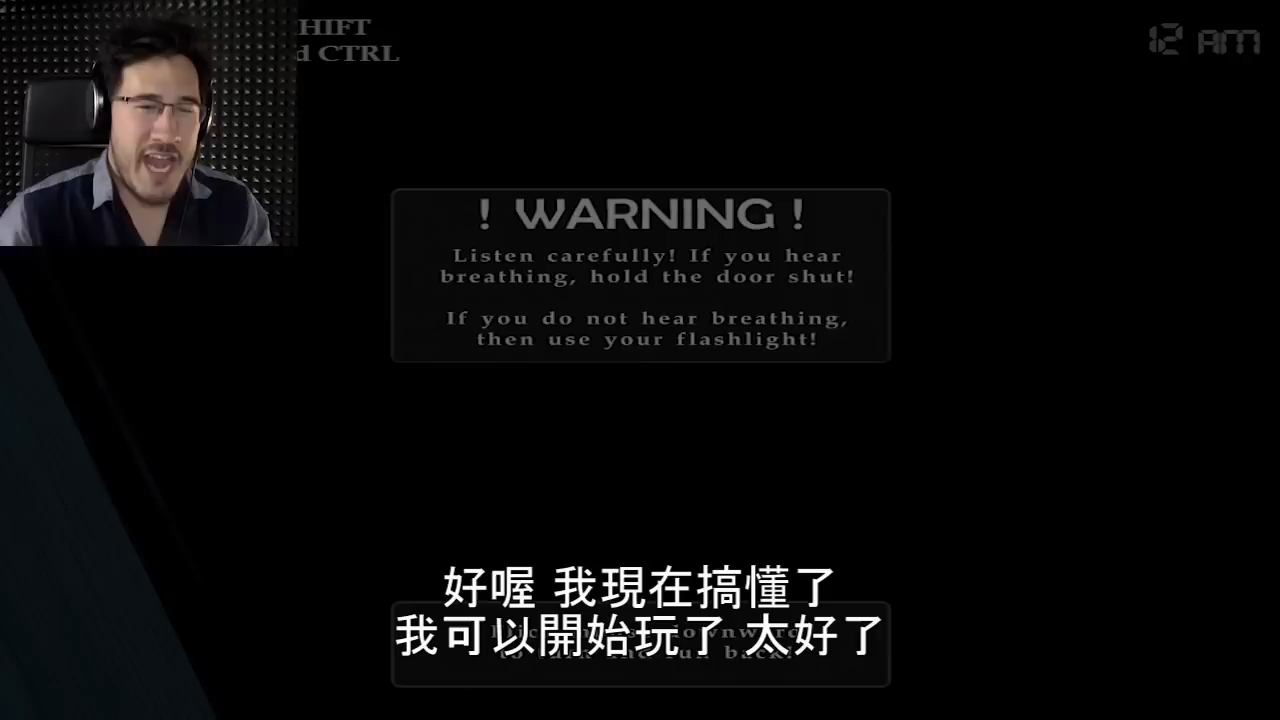 HIFT
d CTRL
12 AM
! WARNING !
Listen carefully! If you hear
breathing, hold the door shut!
If you do not hear breathing,
then use your flashlight!
好喔 我現在搞懂了
我可以開始玩了 太好了